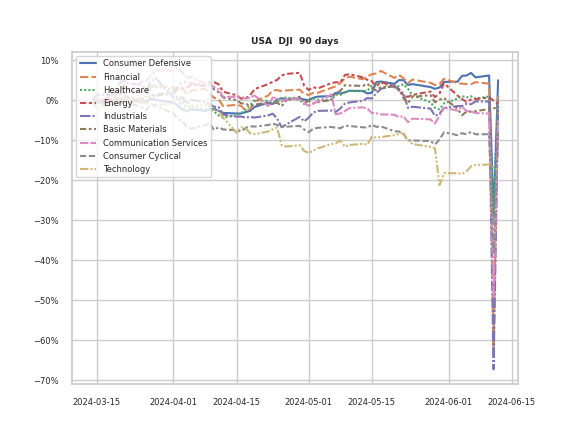 USA DJI 90 days
10%
0%
−10%
−20%
−30%
−40%
−50%
−60%
−70%
Consumer Defensive
Financial
Healthcare
Energy
Industrials
Basic Materials
Communication Services
Consumer Cyclical
Technology
2024-03-15 2024-04-01 2024-04-15 2024-05-01 2024-05-15 2024-06-01 2024-06-15